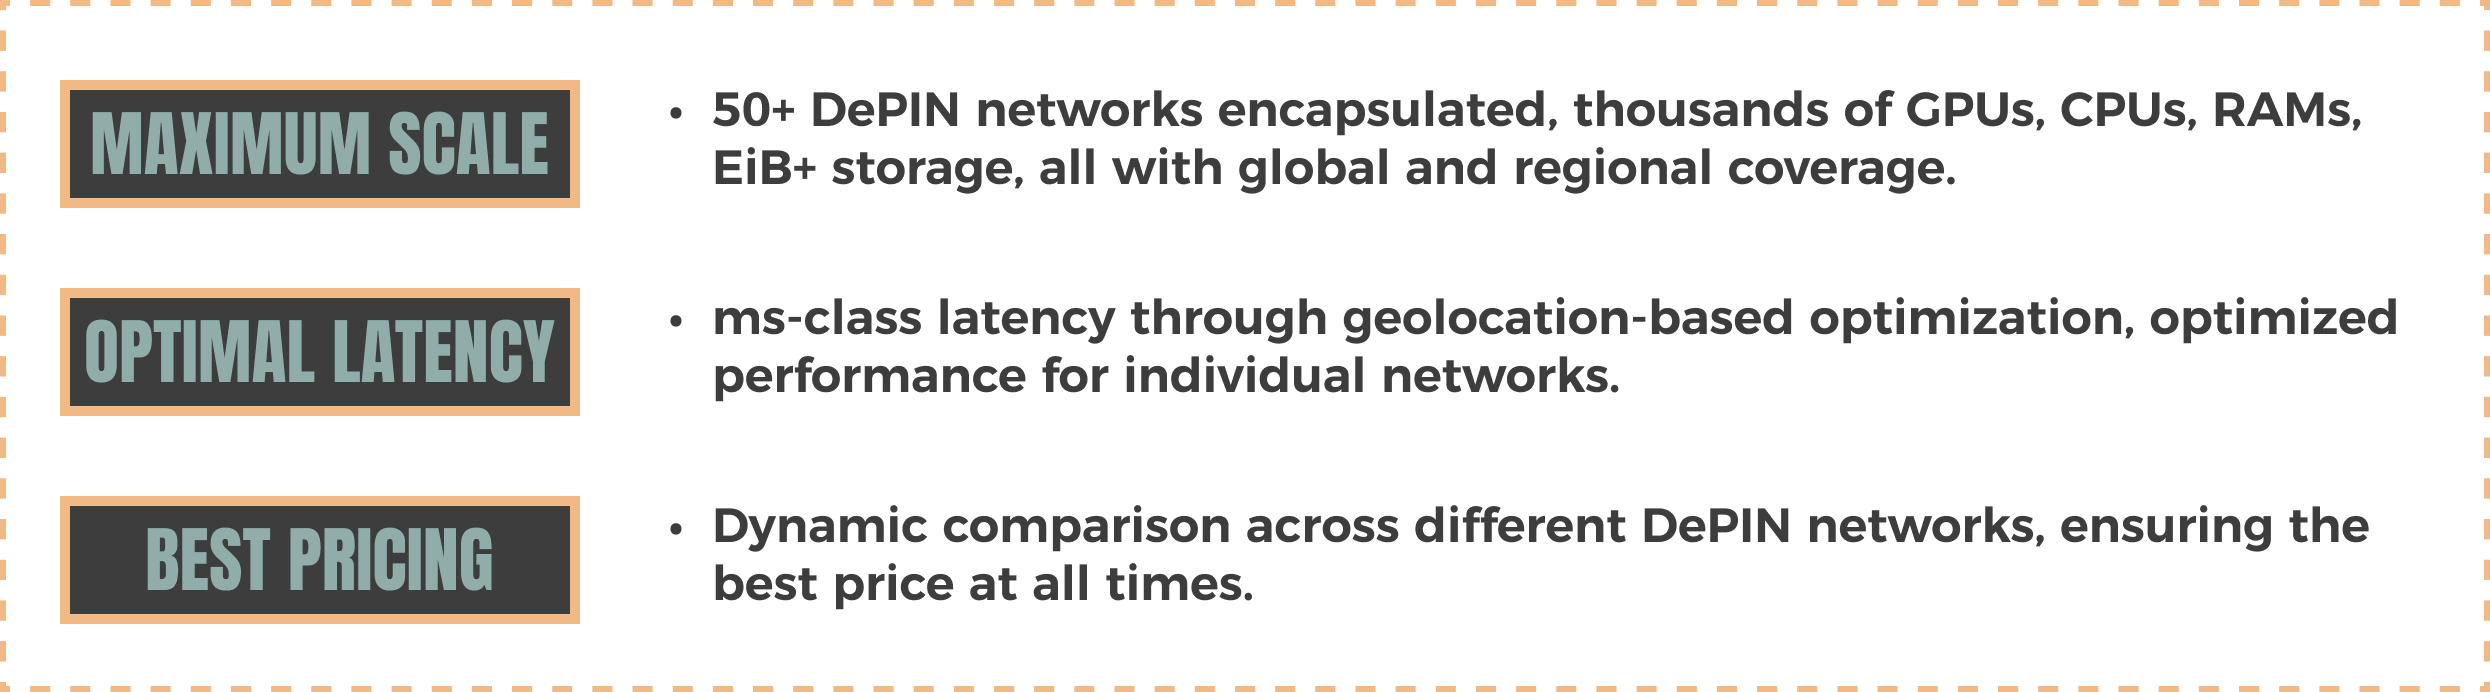 MAXIMUM SCALE
• 50+ DePIN networks encapsulated, thousands of GPUs, CPUs, RAMs,
EiB+ storage, all with global and regional coverage.
OPTIMAL LATENCY
• ms-class latency through geolocation-based optimization, optimized
performance for individual networks.
BEST PRICING
• Dynamic comparison across different DePIN networks, ensuring the
best price at all times.